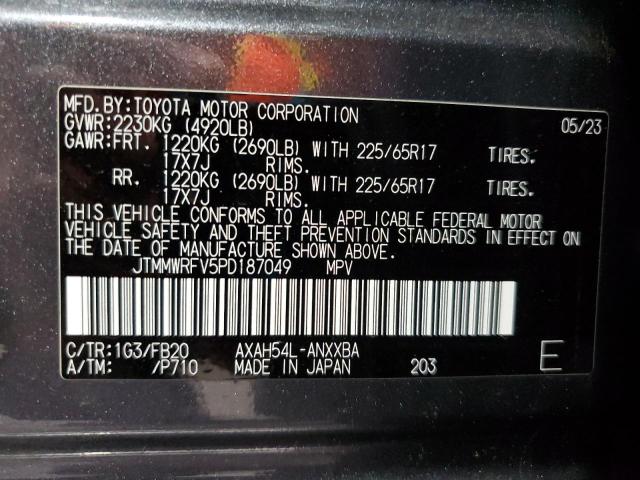 MFD.BY:TOYOTA MOTOR CORPORATION 05/23
GVWR:2230KG (4920LB)
GAWR:FRT. 1220KG (2690LB) WITH 225/65R17 TIRES.
17X7J RIMS.
RR. 1220KG (2690LB) WITH 225/65R17 TIRES.
17X7J RIMS.
THIS VEHICLE CONFORMS TO ALL APPLICABLE FEDERAL MOTOR
VEHICLE SAFETY AND THEFT PREVENTION STANDARDS IN EFFECT ON
THE DATE OF MANUFACTURE SHOWN ABOVE.
JTMMWRFV5PD187049 MPV
C/TR:1G3/FB20 AXAH54L-ANXXBA
A/TM: /P710 MADE IN JAPAN 203 E